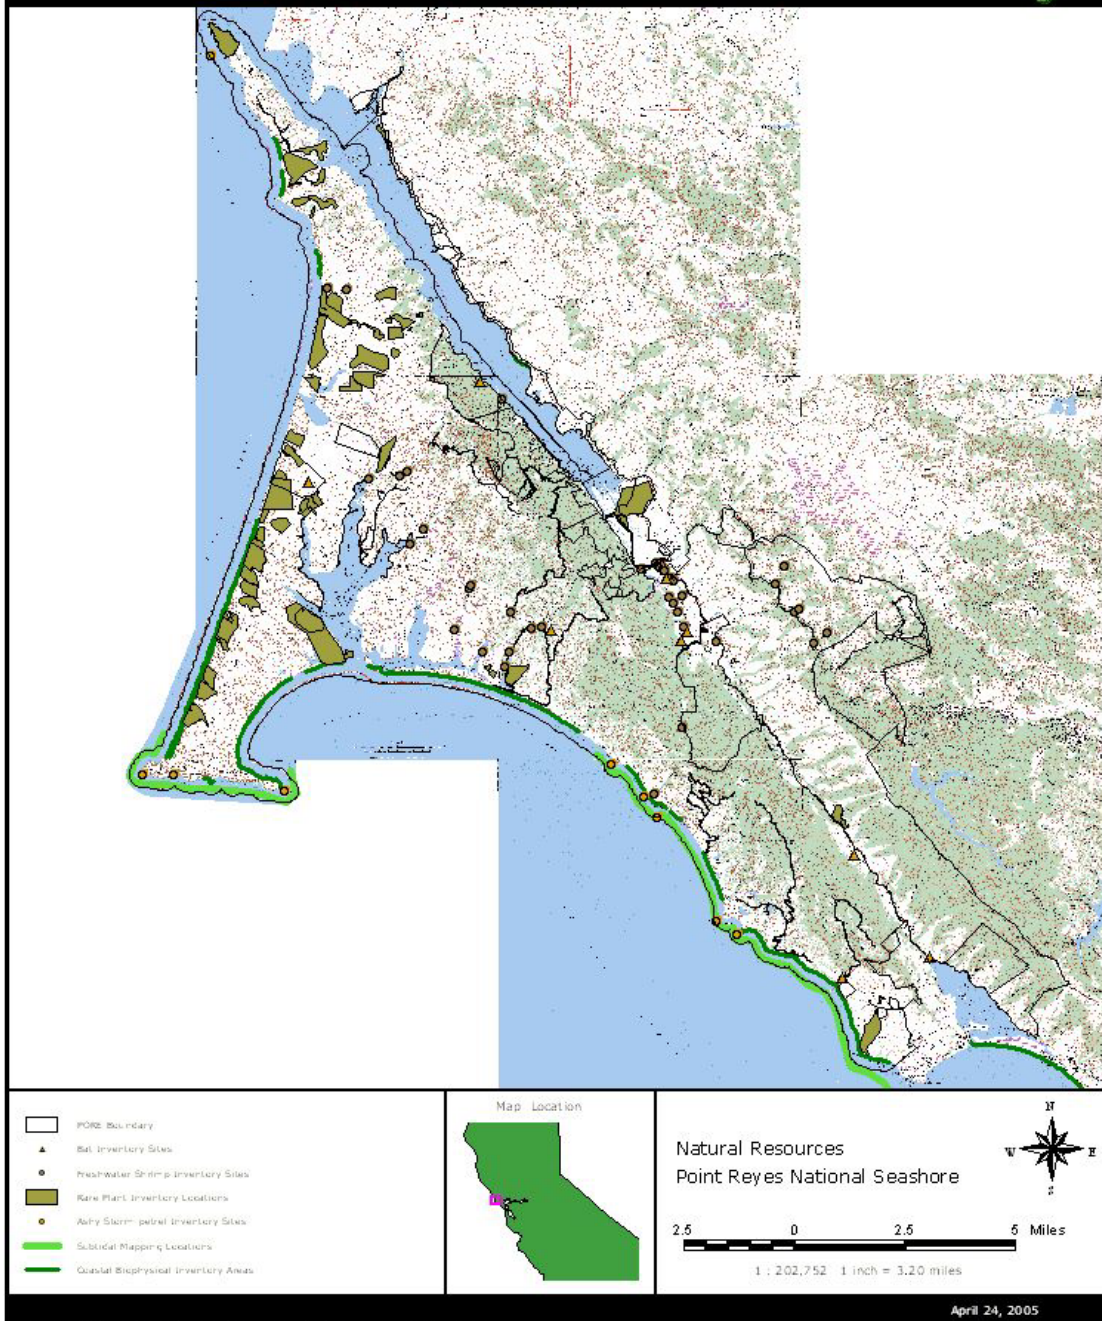 PORE Boundary
Bat Inventory Sites
Freshwater Shrimp Inventory Sites
Rare Plant Inventory Locations
Ashy Storm-petrel Inventory Sites
Subtidal Mapping Locations
Coastal Biophysical Inventory Areas
Map Location
Natural Resources
Point Reyes National Seashore
N
W E
S
2.5 0 2.5 5 Miles
1 : 202,752 1 inch = 3.20 miles
April 24, 2005